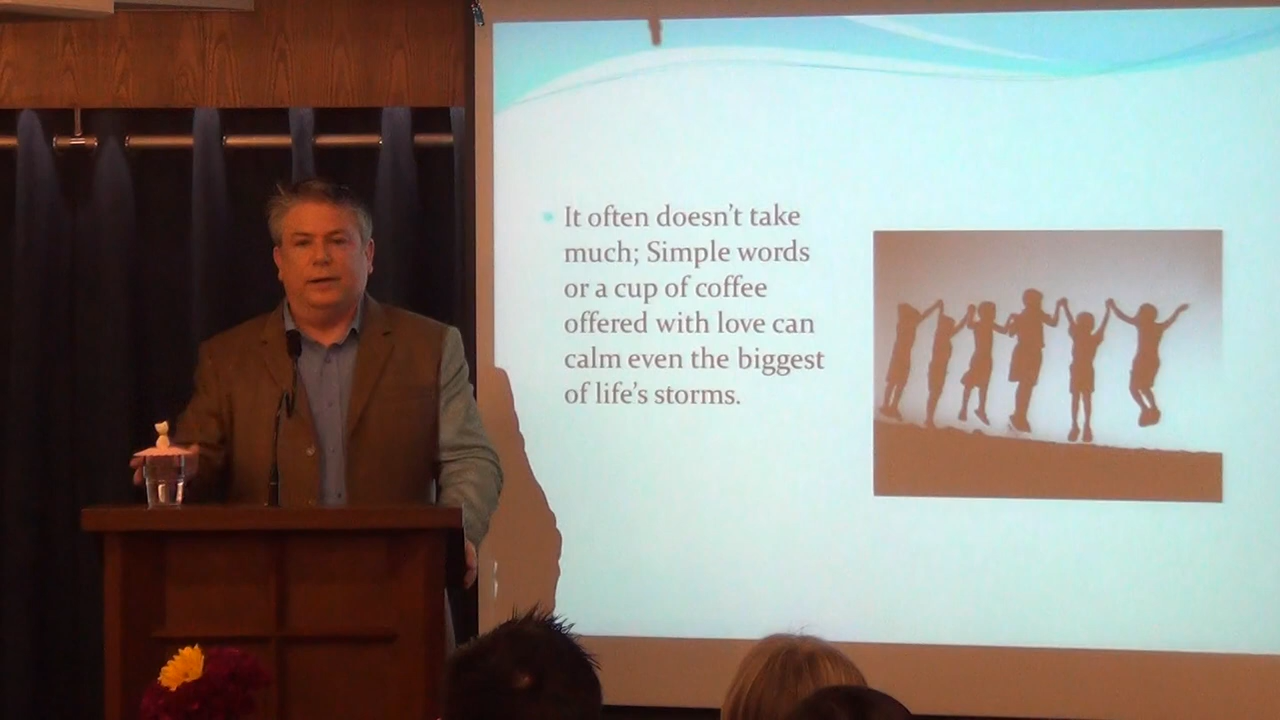 It often doesn't take
much; Simple words
or a cup of coffee
offered with love can
calm even the biggest
of life's storms.